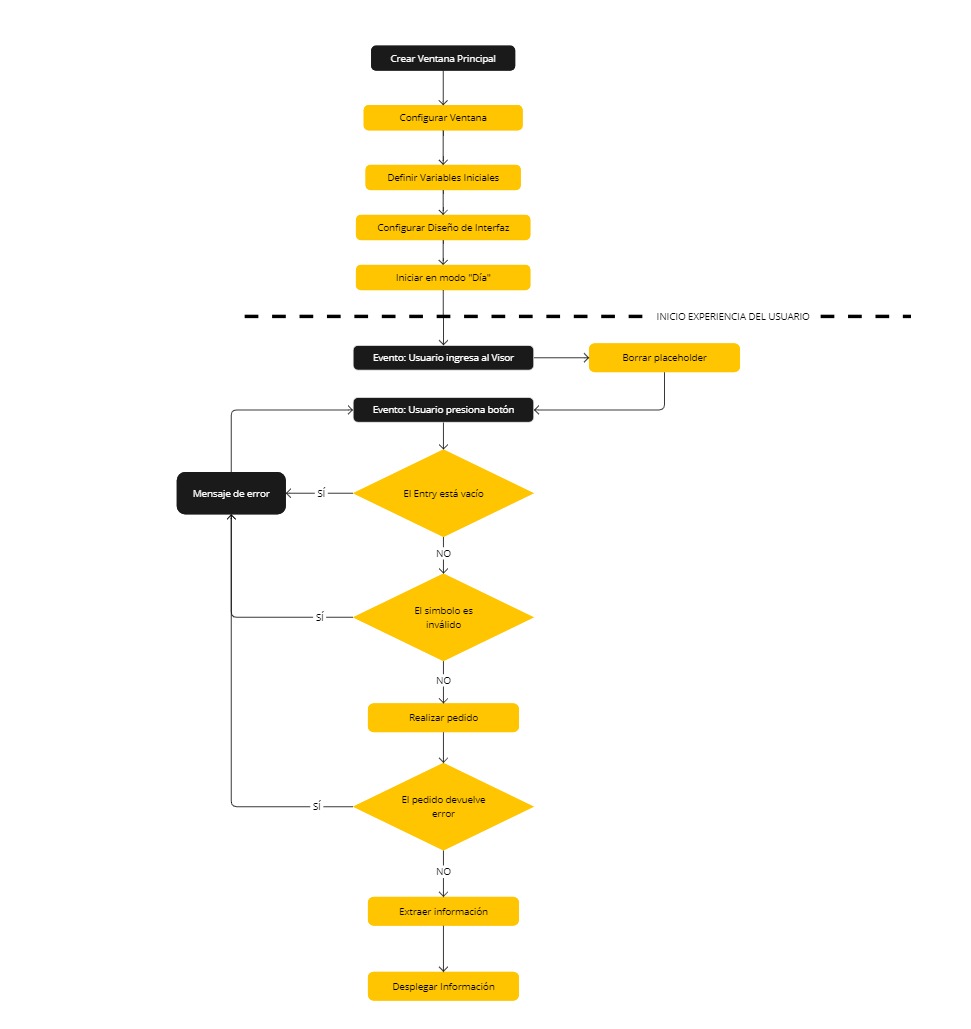 Crear Ventana Principal
Configurar Ventana
Definir Variables Iniciales
Configurar Diseño de Interfaz
Iniciar en modo "Día"
INICIO EXPERIENCIA DEL USUARIO
Evento: Usuario ingresa al Visor
Borrar placeholder
Evento: Usuario presiona botón
Mensaje de error
SÍ
El Entry está vacío
NO
SÍ
El simbolo es
inválido
NO
Realizar pedido
SÍ
El pedido devuelve
error
NO
Extraer información
Desplegar Información